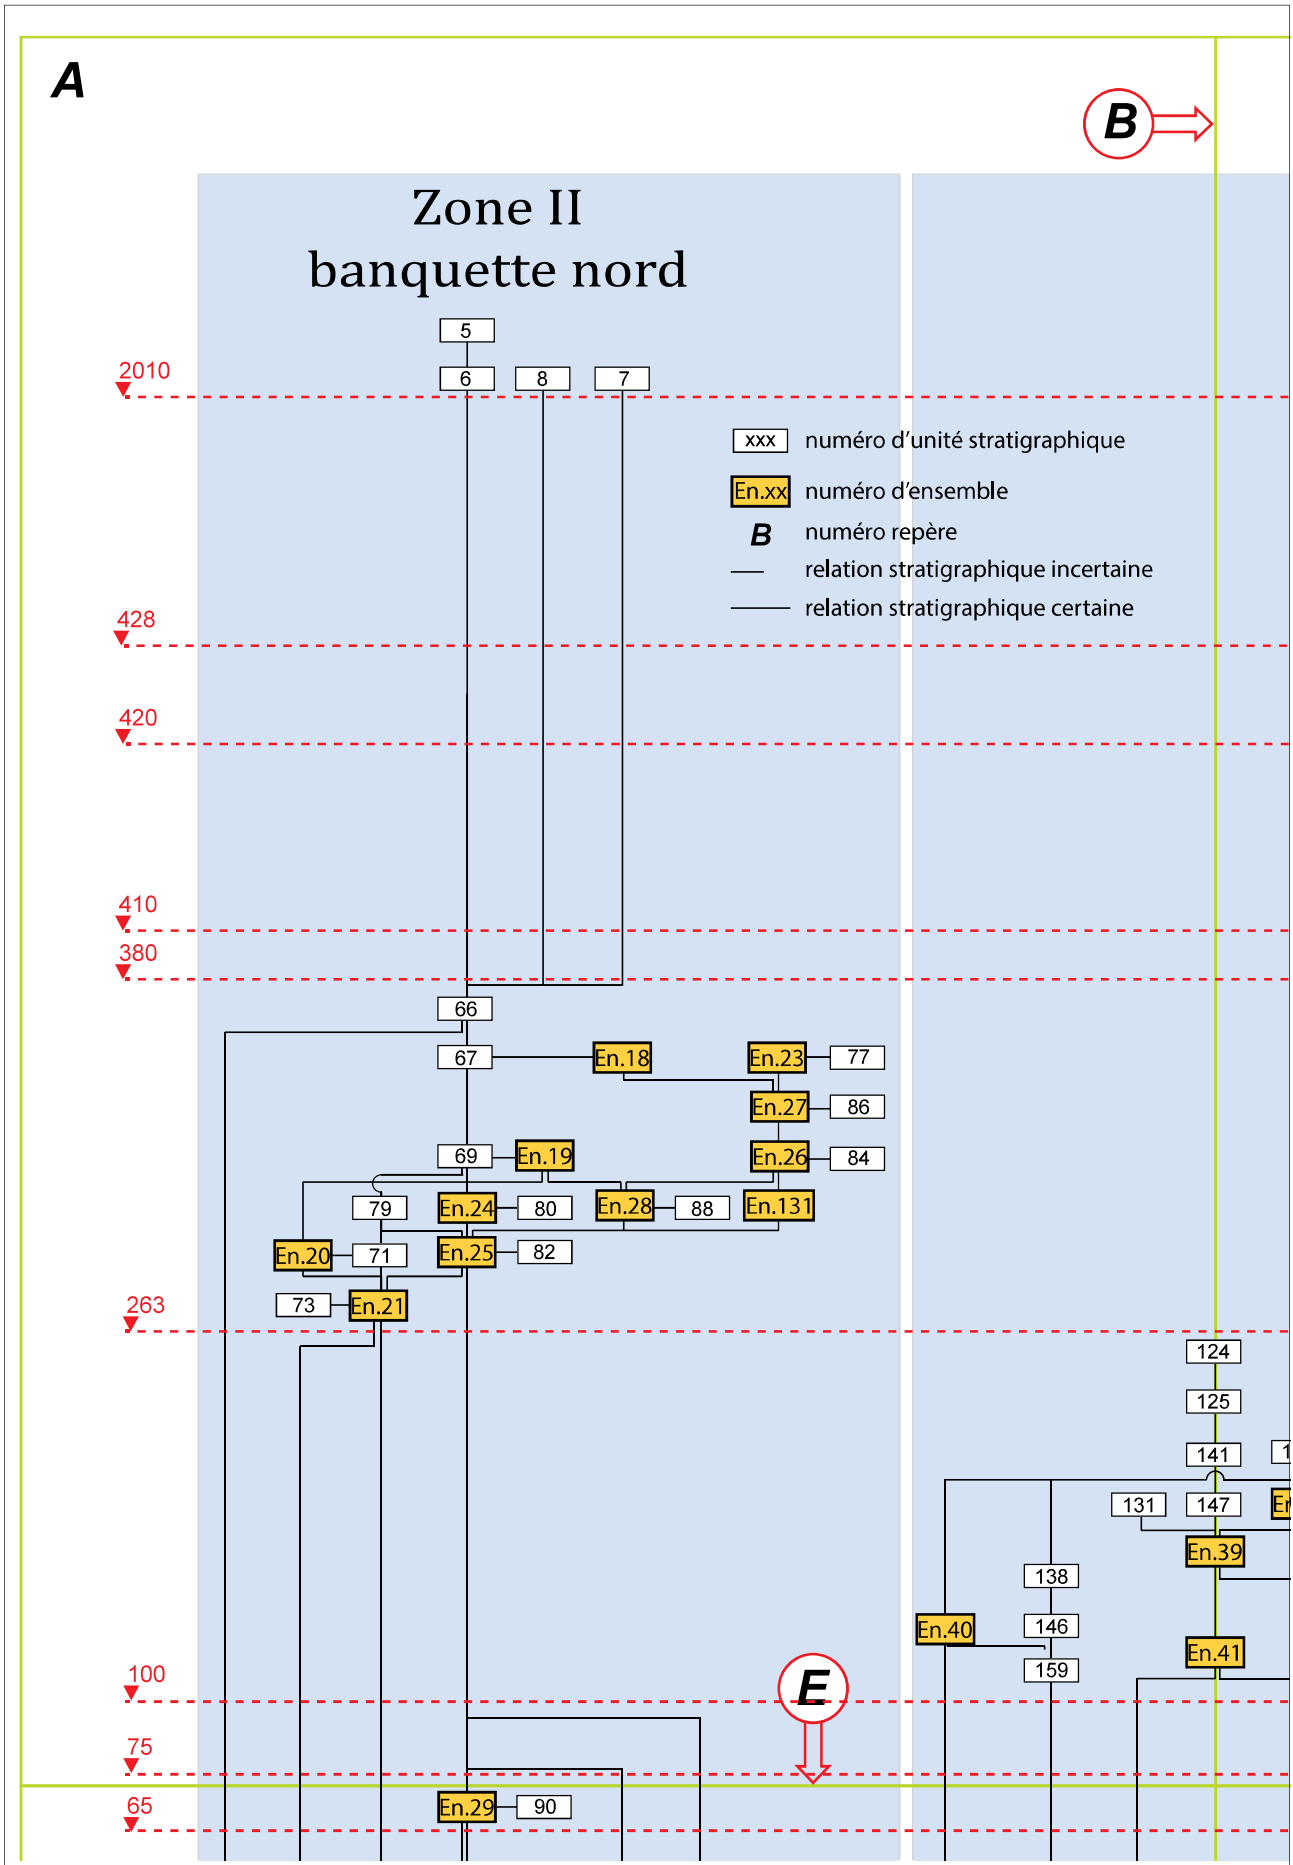 A
B
Zone II
banquette nord
5
2010
6 8 7
xxx numéro d'unité stratigraphique
En.xx numéro d'ensemble
B numéro repère
relation stratigraphique incertaine
428
relation stratigraphique certaine
420
410
380
66
67 En.18 En.23 77
En.27 86
69 En.19 En.26 84
79 En.24 80 En.28 88 En.131
En.20 71 En.25 82
73 En.21
263
124
125
141
131 147
En.39
138
En.40 146
En.41
159
100
E
75
En.29 90
65